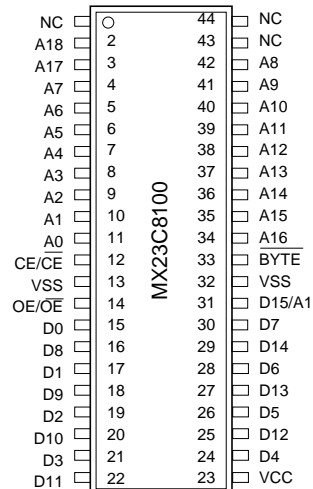 NC 44 NC
A18 2 43 NC
A17 3 42 A8
A7 4 41 A9
A6 5 40 A10
A5 6 39 A11
A4 7 38 A12
A3 8 37 A13
A2 9 36 A14
A1 10 35 A15
A0 11 34 A16
CE/C̅E̅ 12 33 B̅Y̅T̅E̅
VSS 13 32 VSS
OE/O̅E̅ 14 31 D15/A1
D0 15 30 D7
D8 16 29 D14
D1 17 28 D6
D9 18 27 D13
D2 19 26 D5
D10 20 25 D12
D3 21 24 D4
D11 22 23 VCC
MX23C8100